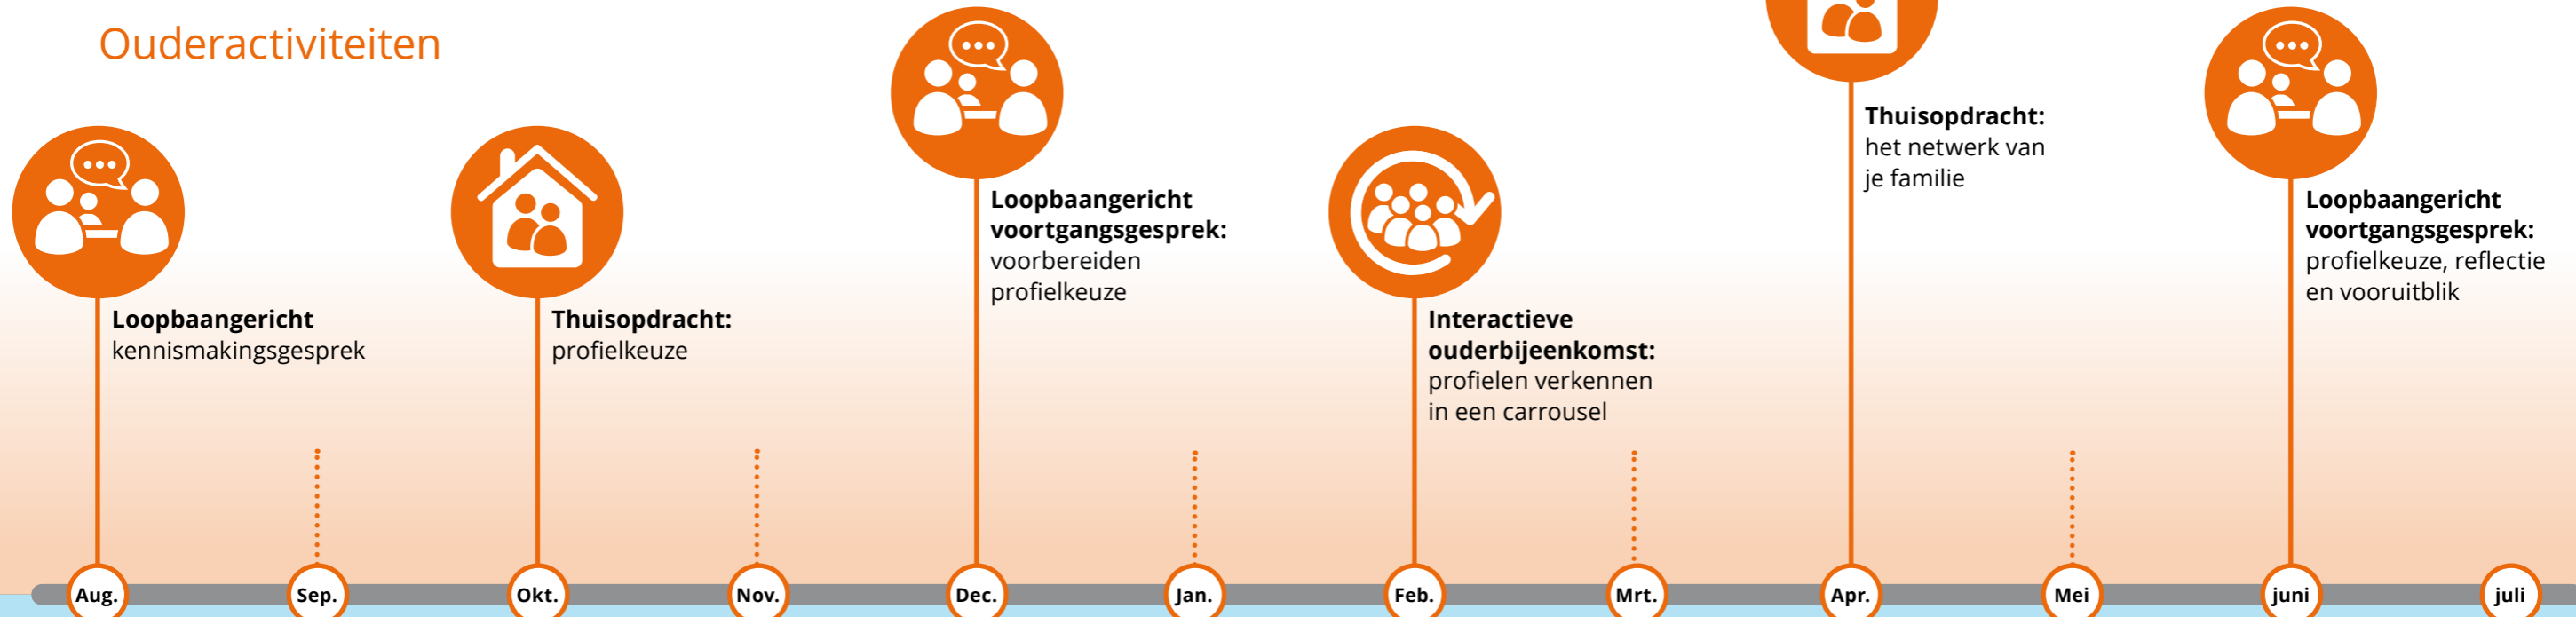 Ouderactiviteiten
Loopbaangericht
kennismakingsgesprek
Thuisopdracht:
profielkeuze
Loopbaangericht
voortgangsgesprek:
voorbereiden
profielkeuze
Interactieve
ouderbijeenkomst:
profielen verkennen
in een carrousel
Thuisopdracht:
het netwerk van
je familie
Loopbaangericht
voortgangsgesprek:
profielkeuze, reflectie
en vooruitblik
Aug. Sep. Okt. Nov. Dec. Jan. Feb. Mrt. Apr. Mei juni juli